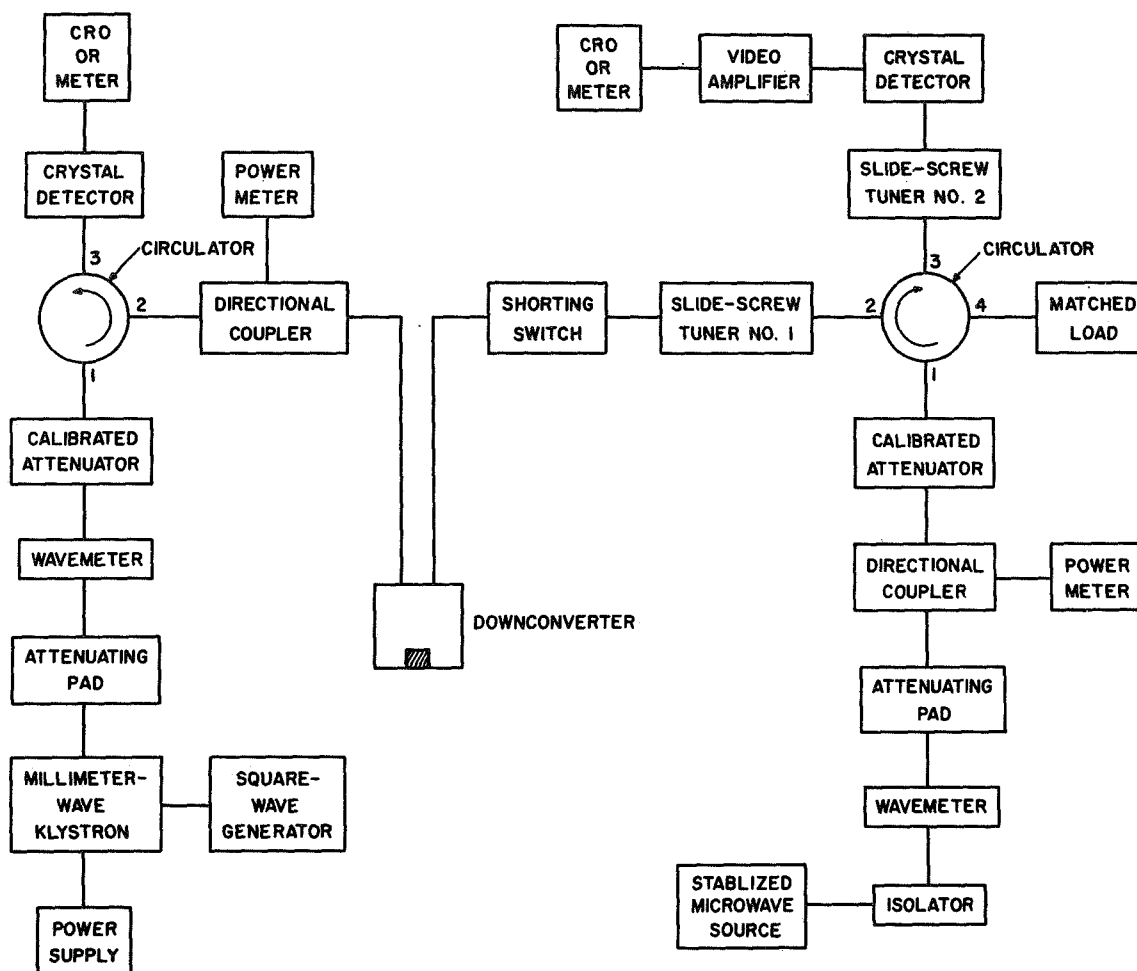 CRO
OR
METER
CRYSTAL
DETECTOR
POWER
METER
CIRCULATOR
3
2
1
DIRECTIONAL
COUPLER
CALIBRATED
ATTENUATOR
WAVEMETER
ATTENUATING
PAD
MILLIMETER-
WAVE
KLYSTRON
SQUARE-
WAVE
GENERATOR
POWER
SUPPLY
DOWNCONVERTER
SHORTING
SWITCH
SLIDE-SCREW
TUNER NO. 1
CRO
OR
METER
VIDEO
AMPLIFIER
CRYSTAL
DETECTOR
SLIDE-SCREW
TUNER NO. 2
CIRCULATOR
3
2
4
1
MATCHED
LOAD
CALIBRATED
ATTENUATOR
DIRECTIONAL
COUPLER
POWER
METER
ATTENUATING
PAD
WAVEMETER
ISOLATOR
STABLIZED
MICROWAVE
SOURCE